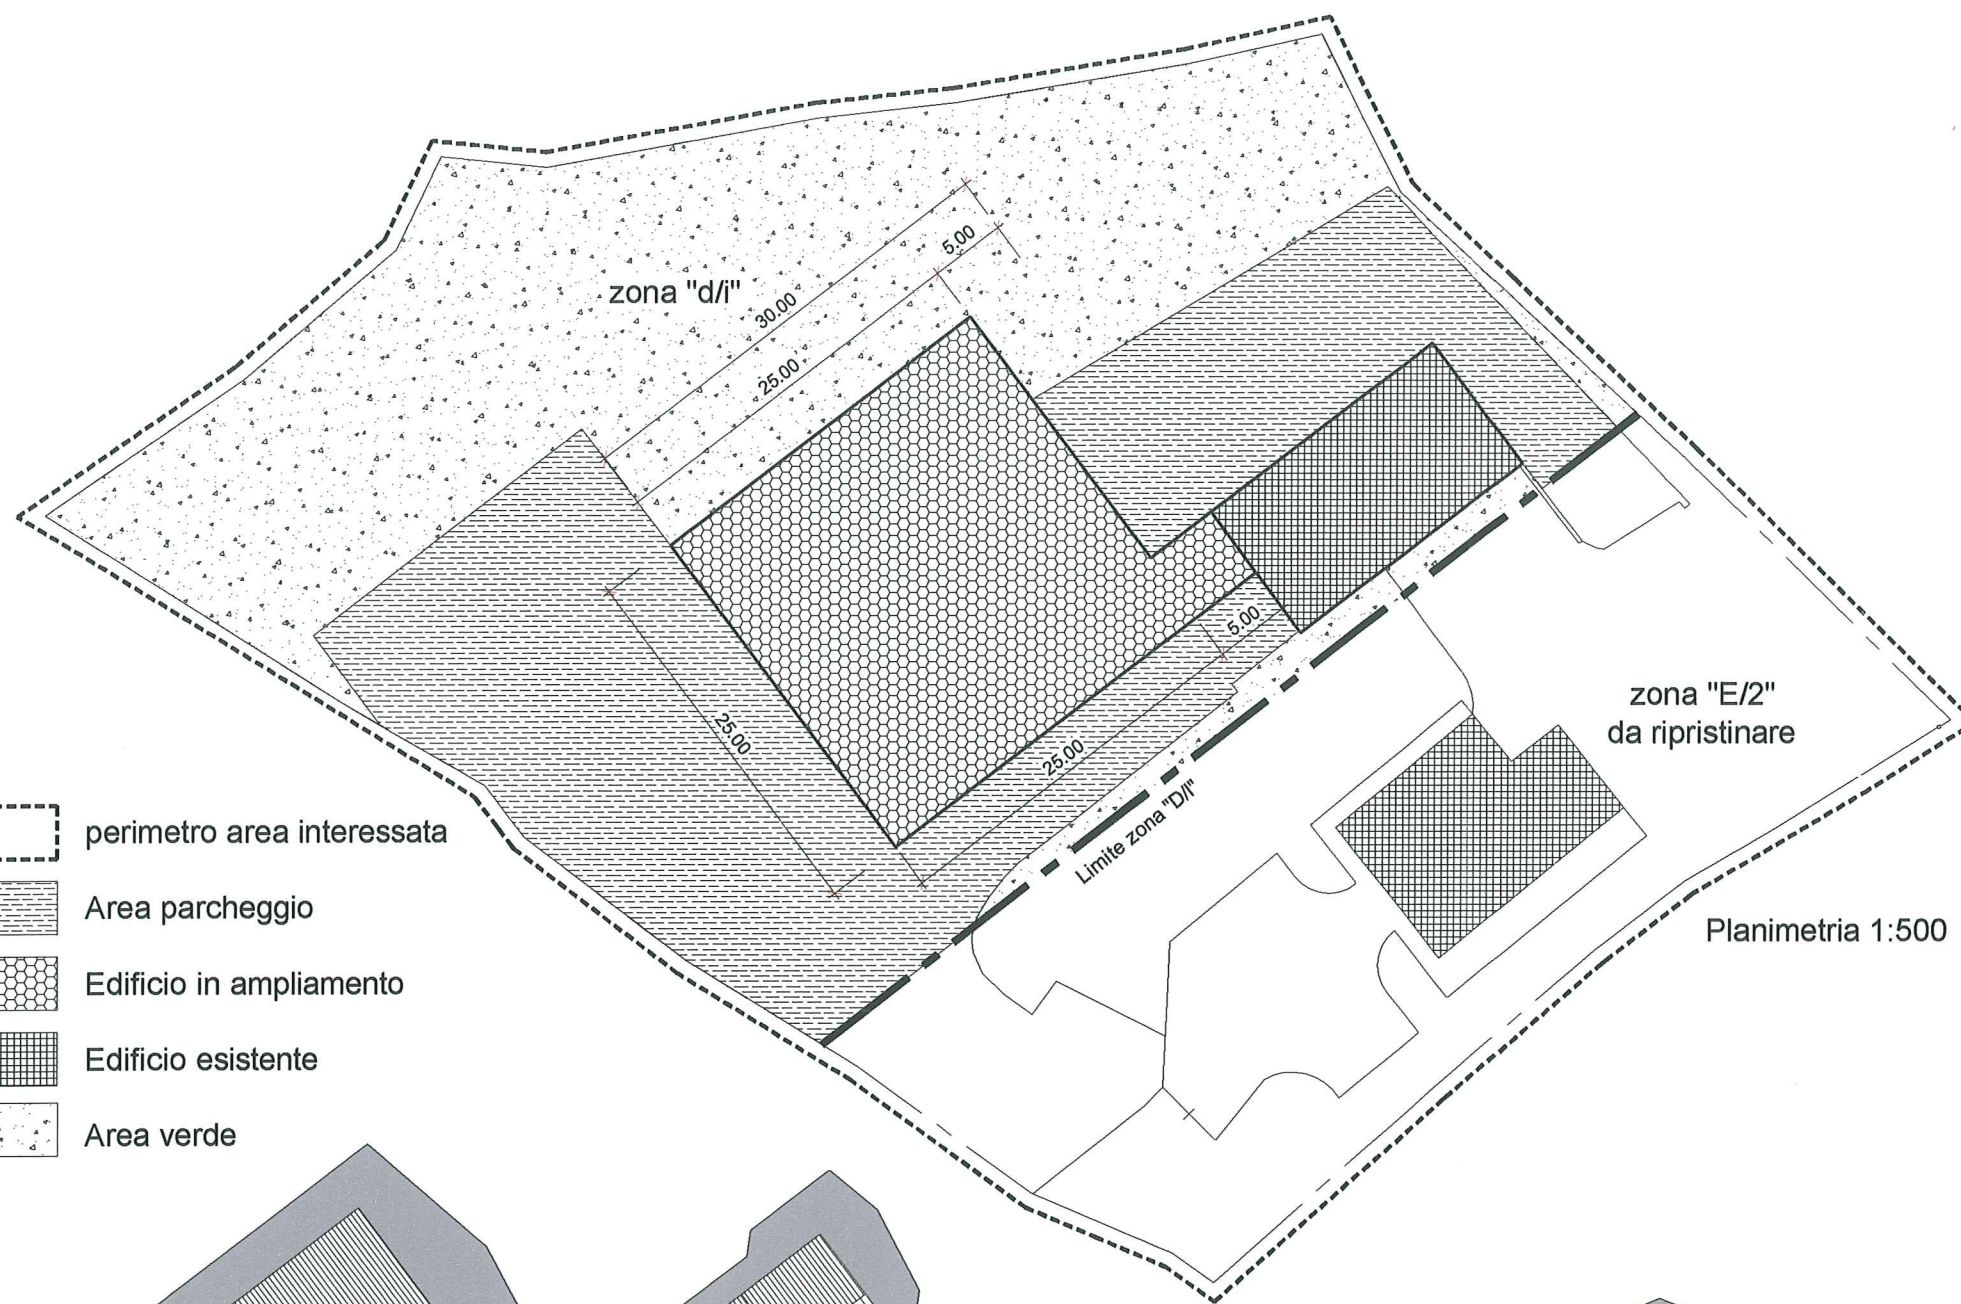 zona "d/i"
30.00
5.00
25.00
25.00
5.00
25.00
Limite zona "D/I"
zona "E/2"
da ripristinare
perimetro area interessata
Area parcheggio
Edificio in ampliamento
Edificio esistente
Area verde
Planimetria 1:500